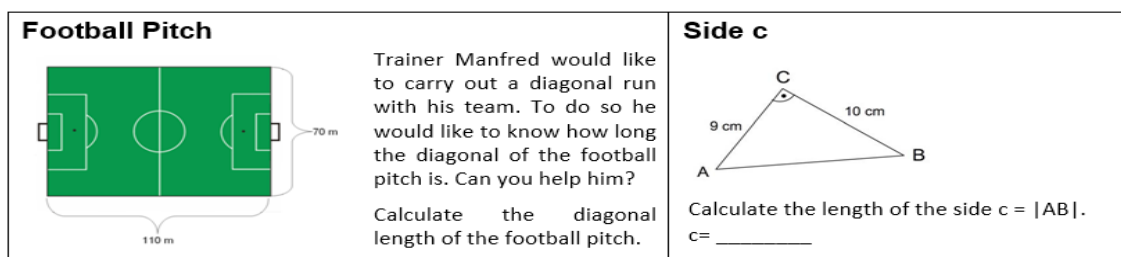 Football Pitch
70 m
110 m
Trainer Manfred would like
to carry out a diagonal run
with his team. To do so he
would like to know how long
the diagonal of the football
pitch is. Can you help him?
Calculate the diagonal
length of the football pitch.
Side c
C
10 cm
9 cm
B
A
Calculate the length of the side c = |AB|.
c= ________